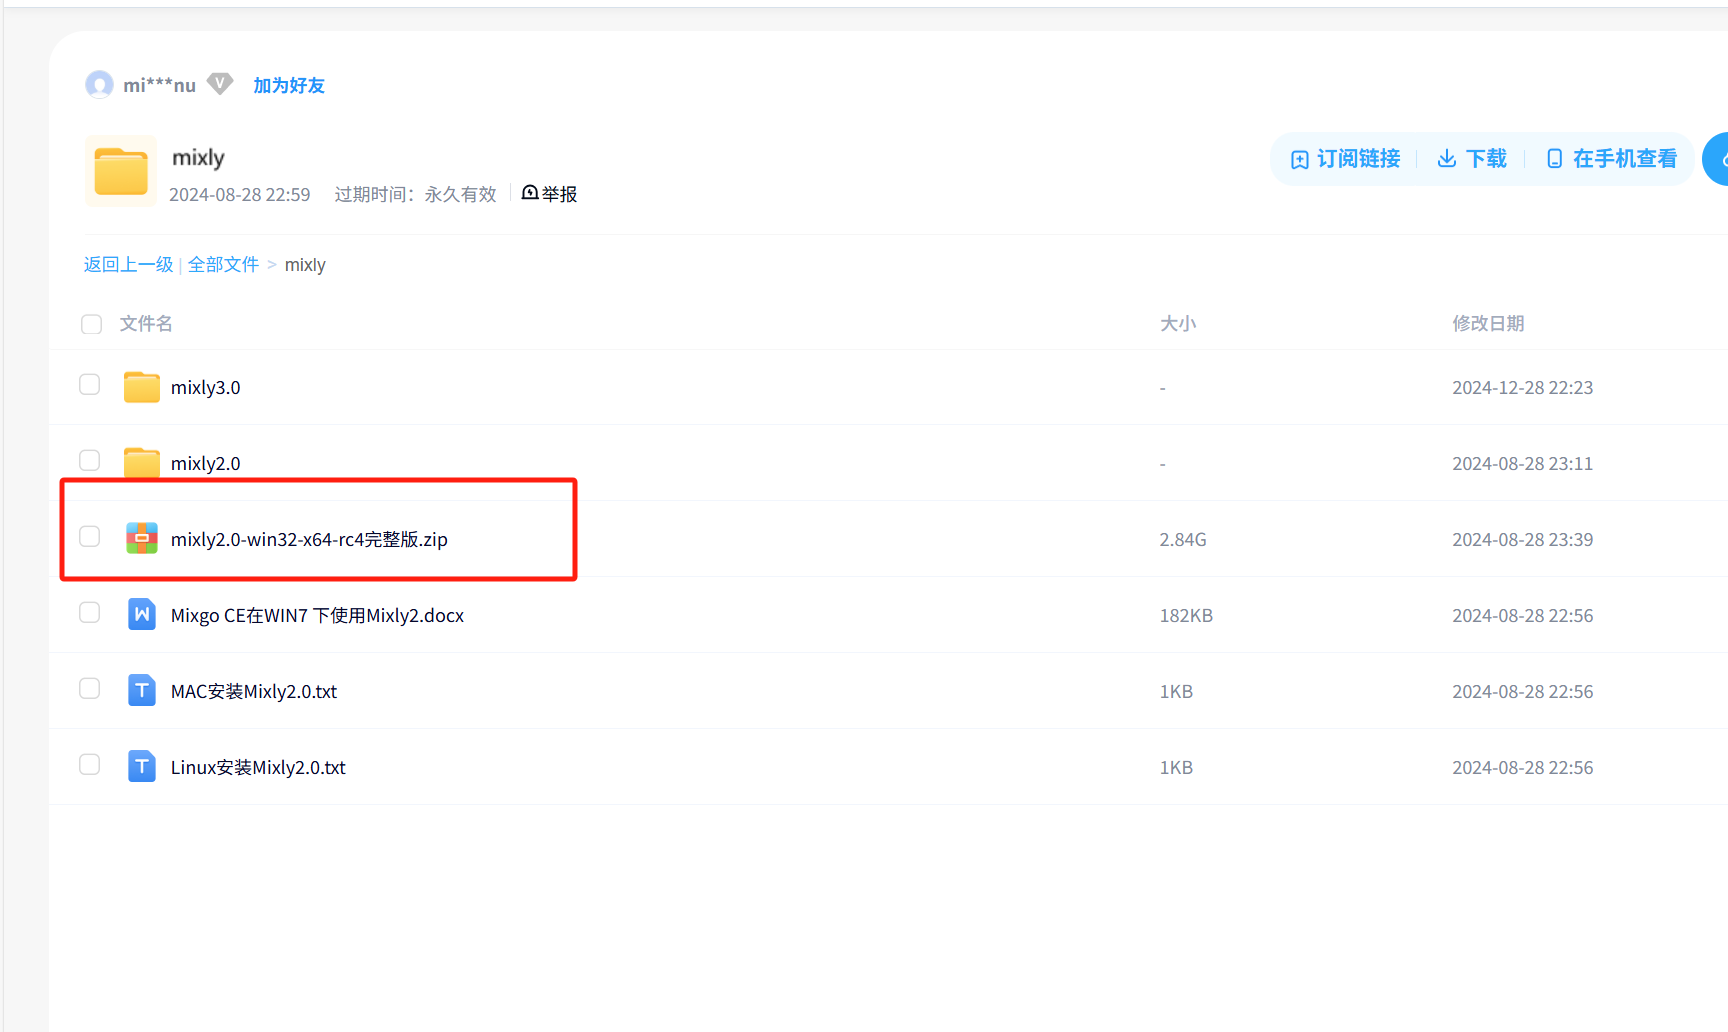 mi***nu V 加为好友
mixly
2024-08-28 22:59 过期时间：永久有效 举报
订阅链接 下载 在手机查看
返回上一级 | 全部文件 > mixly
文件名 大小 修改日期
mixly3.0 - 2024-12-28 22:23
mixly2.0 - 2024-08-28 23:11
mixly2.0-win32-x64-rc4完整版.zip 2.84G 2024-08-28 23:39
W Mixgo CE在WIN7 下使用Mixly2.docx 182KB 2024-08-28 22:56
T MAC安装Mixly2.0.txt 1KB 2024-08-28 22:56
T Linux安装Mixly2.0.txt 1KB 2024-08-28 22:56